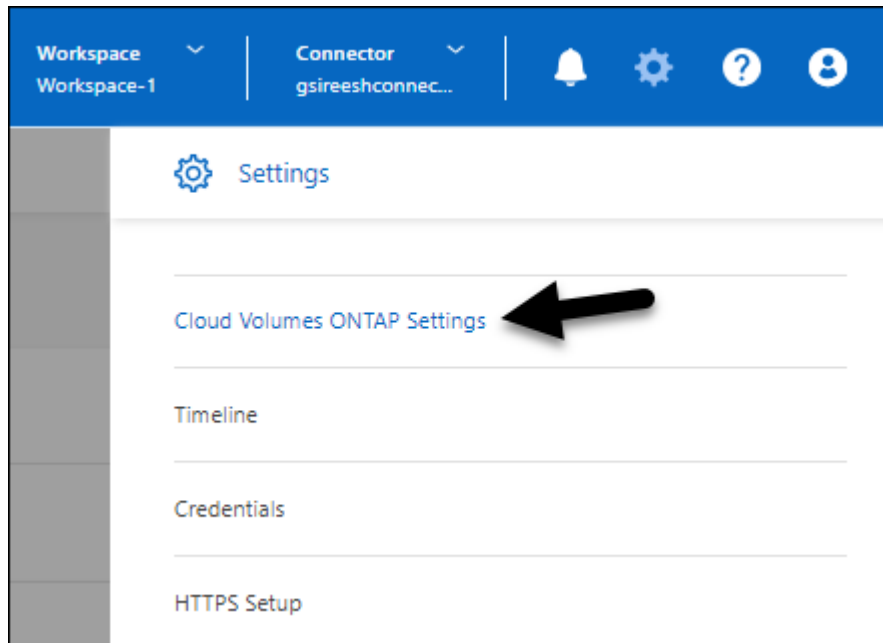 Workspace
Workspace-1
Connector
gsireeshconnec...
Settings
Cloud Volumes ONTAP Settings
Timeline
Credentials
HTTPS Setup